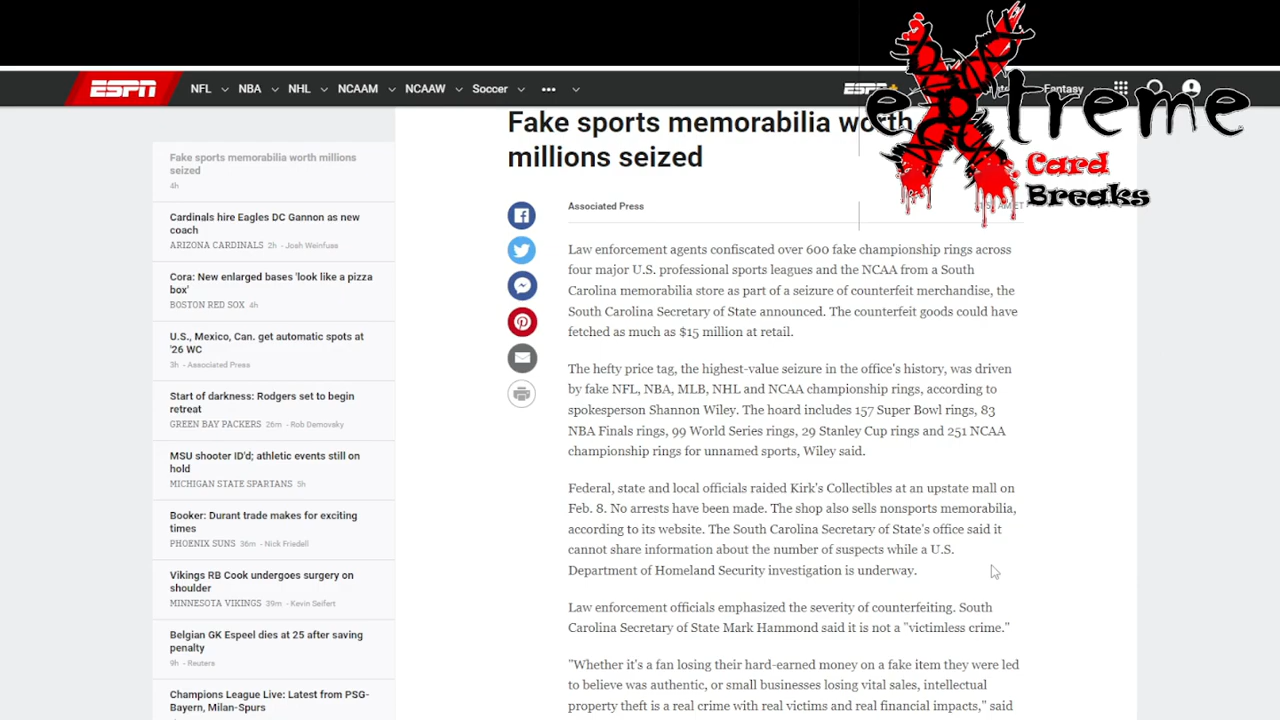 ESPN NFL NBA NHL NCAAM NCAAW Soccer ••• ESPN Fantasy
eXtreme
Card
Breaks
Fake sports memorabilia worth
millions seized
4h
Cardinals hire Eagles DC Gannon as new
coach
ARIZONA CARDINALS 2h - Josh Weinfuss
Cora: New enlarged bases 'look like a pizza
box'
BOSTON RED SOX 4h
U.S., Mexico, Can. get automatic spots at
'26 WC
3h - Associated Press
Start of darkness: Rodgers set to begin
retreat
GREEN BAY PACKERS 26m - Rob Demovsky
MSU shooter ID'd; athletic events still on
hold
MICHIGAN STATE SPARTANS 5h
Booker: Durant trade makes for exciting
times
PHOENIX SUNS 36m - Nick Friedell
Vikings RB Cook undergoes surgery on
shoulder
MINNESOTA VIKINGS 39m - Kevin Seifert
Belgian GK Espeel dies at 25 after saving
penalty
9h - Reuters
Champions League Live: Latest from PSG-
Bayern, Milan-Spurs
Fake sports memorabilia worth
millions seized
Associated Press
Law enforcement agents confiscated over 600 fake championship rings across
four major U.S. professional sports leagues and the NCAA from a South
Carolina memorabilia store as part of a seizure of counterfeit merchandise, the
South Carolina Secretary of State announced. The counterfeit goods could have
fetched as much as $15 million at retail.
The hefty price tag, the highest-value seizure in the office's history, was driven
by fake NFL, NBA, MLB, NHL and NCAA championship rings, according to
spokesperson Shannon Wiley. The hoard includes 157 Super Bowl rings, 83
NBA Finals rings, 99 World Series rings, 29 Stanley Cup rings and 251 NCAA
championship rings for unnamed sports, Wiley said.
Federal, state and local officials raided Kirk's Collectibles at an upstate mall on
Feb. 8. No arrests have been made. The shop also sells nonsports memorabilia,
according to its website. The South Carolina Secretary of State's office said it
cannot share information about the number of suspects while a U.S.
Department of Homeland Security investigation is underway.
Law enforcement officials emphasized the severity of counterfeiting. South
Carolina Secretary of State Mark Hammond said it is not a "victimless crime."
"Whether it's a fan losing their hard-earned money on a fake item they were led
to believe was authentic, or small businesses losing vital sales, intellectual
property theft is a real crime with real victims and real financial impacts," said